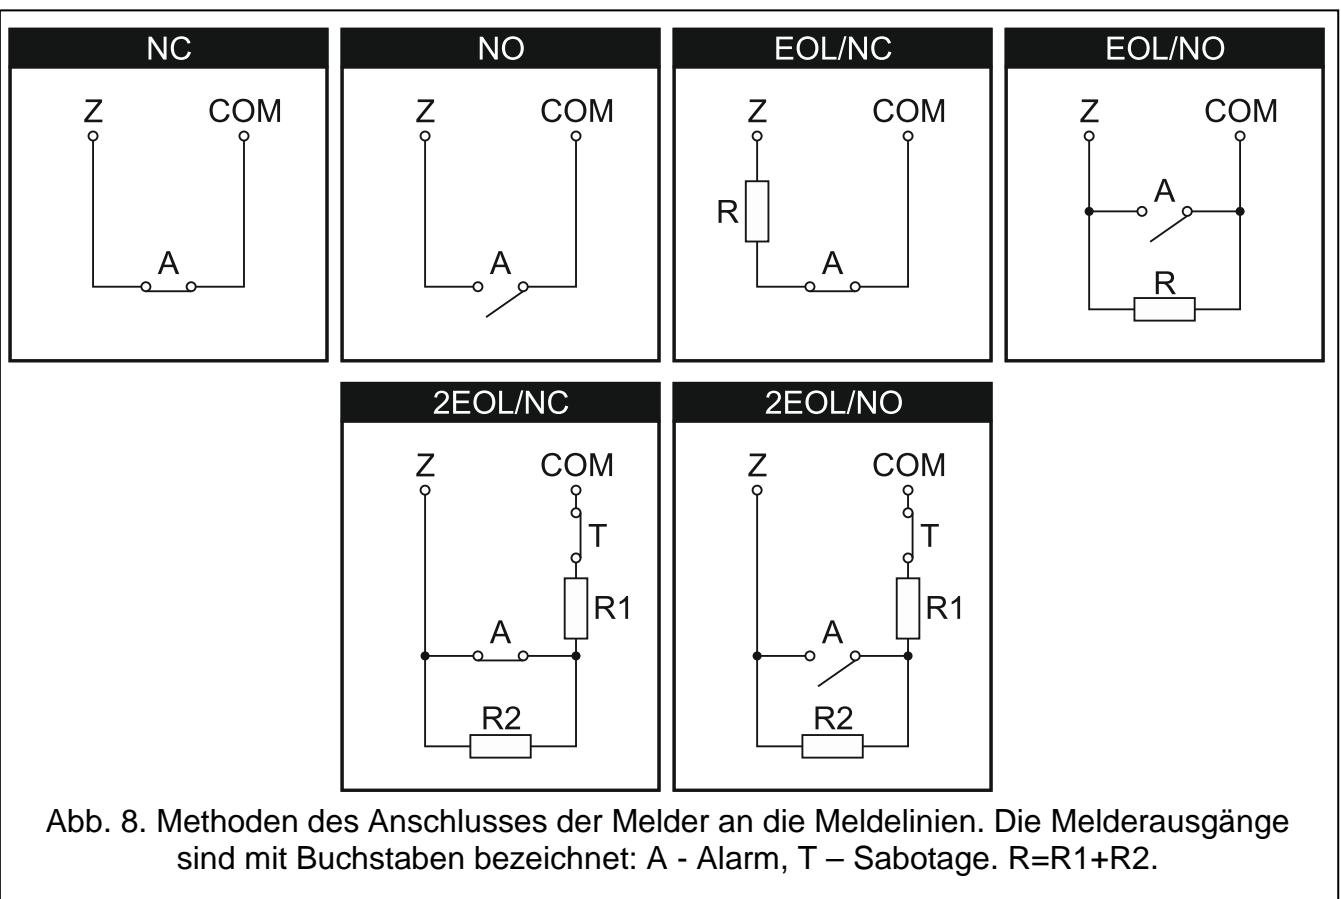 NC
NO
EOL/NC
EOL/NO
Z COM
A
Z COM
A
Z COM
R
A
Z COM
A
R
2EOL/NC
2EOL/NO
Z COM
T
R1
A
R2
Z COM
T
R1
A
R2
Abb. 8. Methoden des Anschlusses der Melder an die Meldelinien. Die Melderausgänge
sind mit Buchstaben bezeichnet: A - Alarm, T – Sabotage. R=R1+R2.